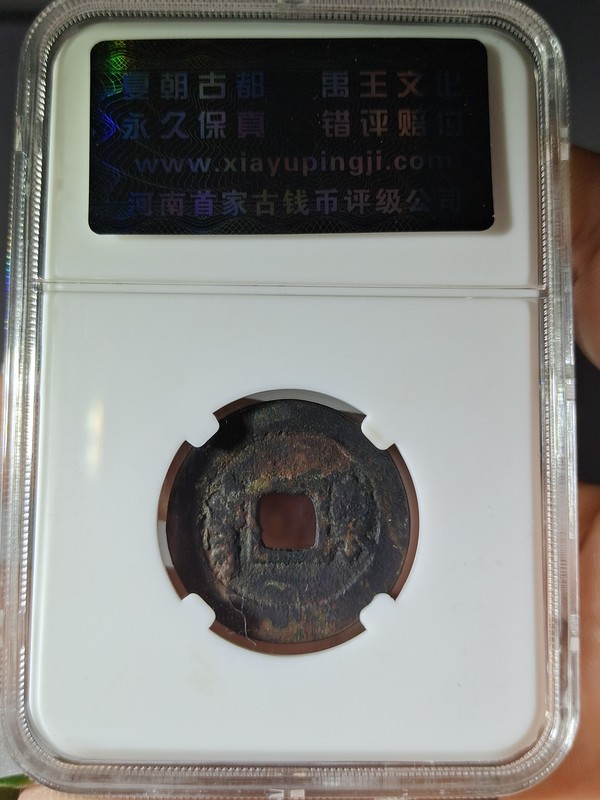 夏朝古都 禹王文化
永久保真 错评赔付
www.xiayupingji.com
河南首家古钱币评级公司